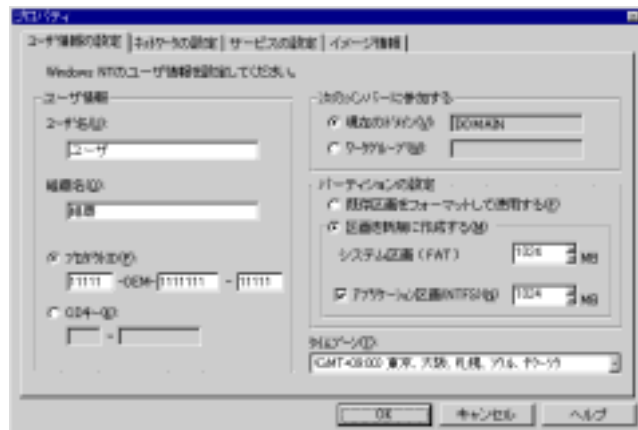 プロパティ
ユーザ情報の設定 ネットワークの設定 サービスの設定 イメージ情報
Windows NTのユーザ情報を設定してください。
ユーザ情報
ユーザ名(U):
ユーザ
組織名(O):
組織
プロダクトID(P):
11111 -OEM- 1111111 - 11111
CDキー(K):
-
次のメンバーに参加する
現在のドメイン(A): DOMAIN
ワークグループ(W):
パーティションの設定
既存区画をフォーマットして使用する(F)
区画を新規に作成する(M)
システム区画（FAT） 1024 MB
アプリケーション区画(NTFS)(N) 1024 MB
タイムゾーン(T):
(GMT+09:00) 東京、大阪、札幌、ソウル、ヤクーツク
OK キャンセル ヘルプ